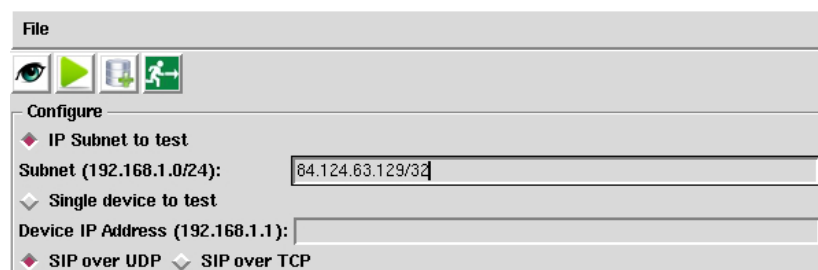 File
Configure
IP Subnet to test
Subnet (192.168.1.0/24): 84.124.63.129/32
Single device to test
Device IP Address (192.168.1.1):
SIP over UDP SIP over TCP